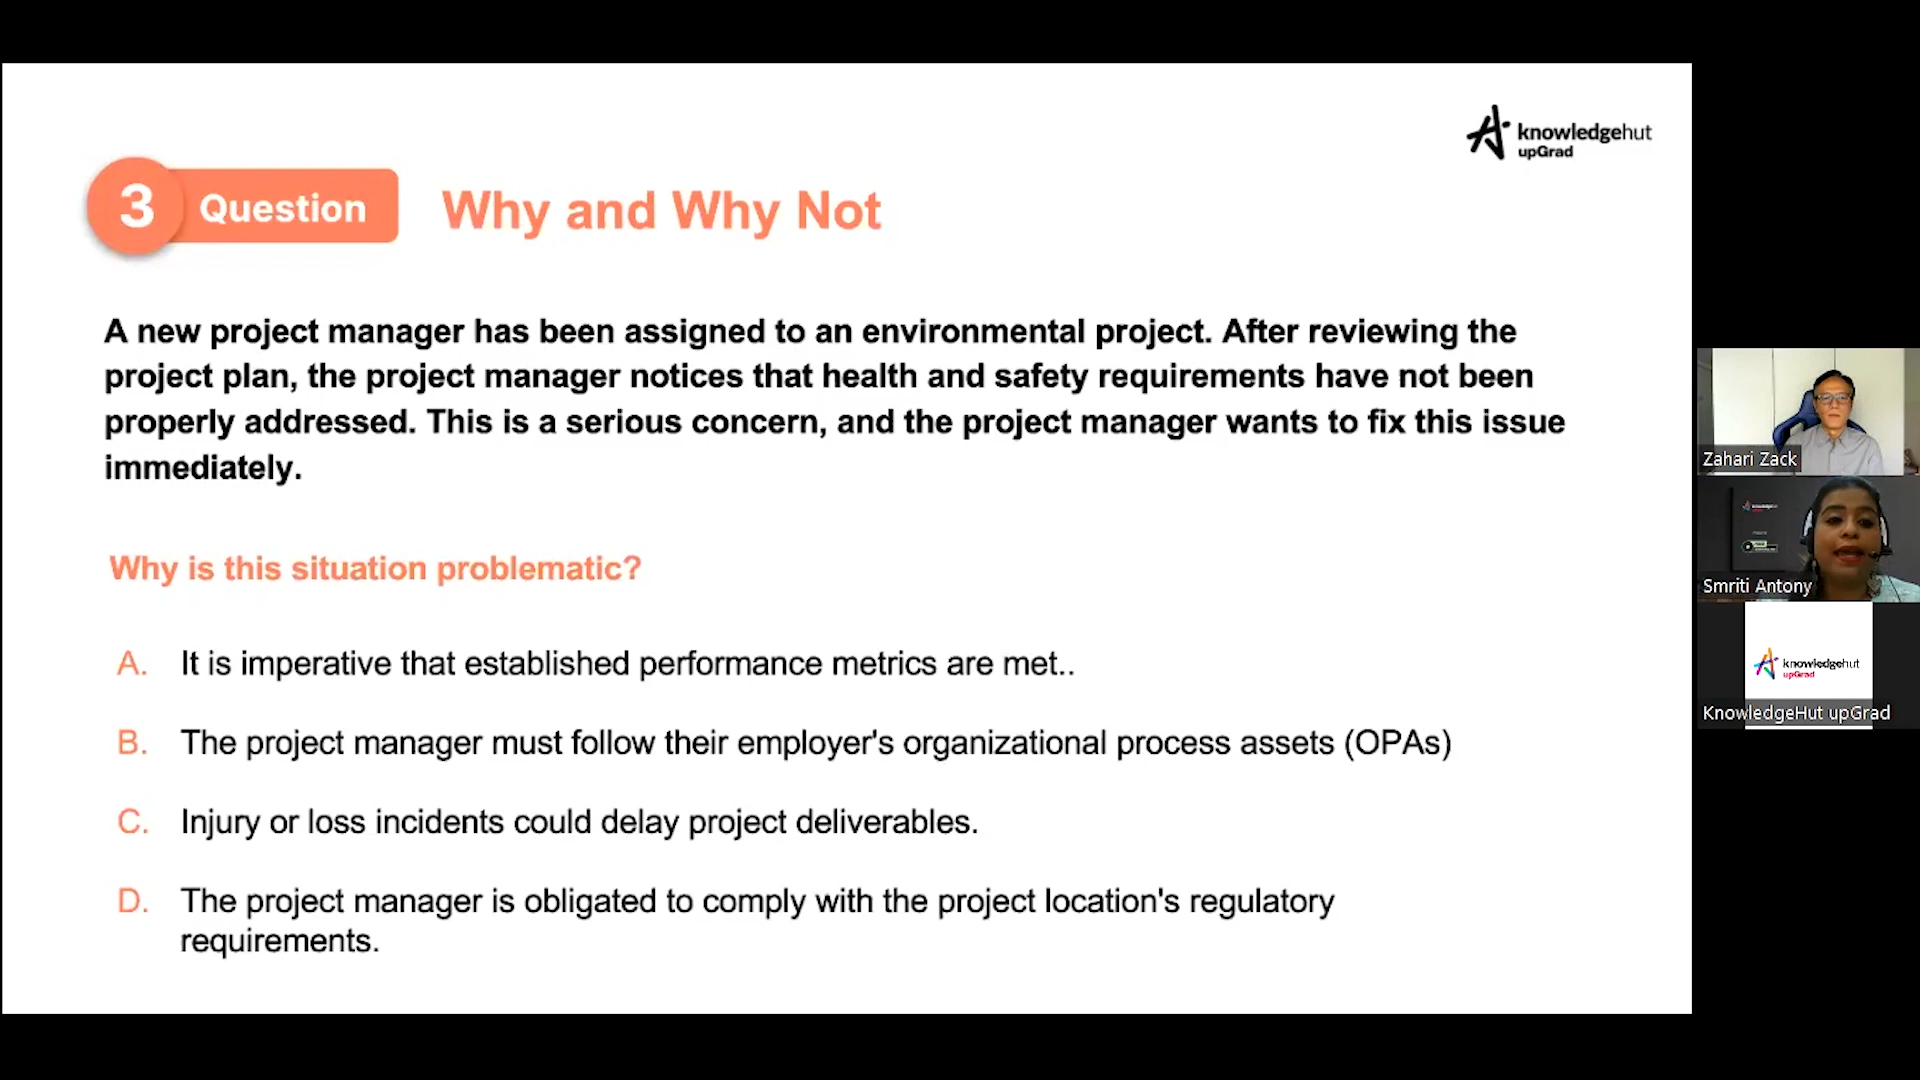 knowledgehut
upGrad
3 Question Why and Why Not
A new project manager has been assigned to an environmental project. After reviewing the
project plan, the project manager notices that health and safety requirements have not been
properly addressed. This is a serious concern, and the project manager wants to fix this issue
immediately.
Why is this situation problematic?
A. It is imperative that established performance metrics are met..
B. The project manager must follow their employer's organizational process assets (OPAs)
C. Injury or loss incidents could delay project deliverables.
D. The project manager is obligated to comply with the project location's regulatory
requirements.
Zahari Zack
Smriti Antony
knowledgehut
upGrad
KnowledgeHut upGrad